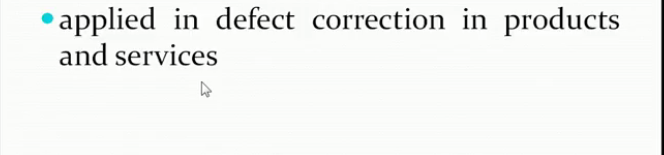 • applied in defect correction in products
and services